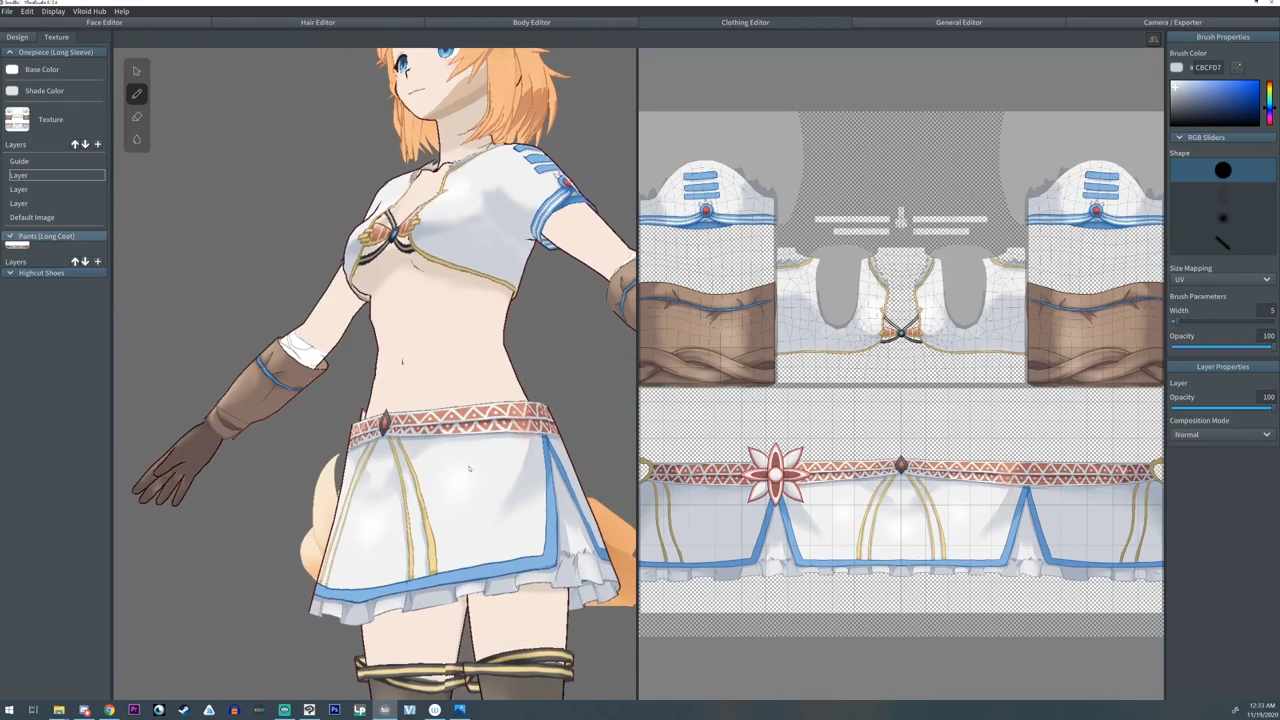 File Edit Display VRoid Hub Help
Face Editor Hair Editor Body Editor Clothing Editor General Editor Camera / Exporter
Design Texture
Onepiece (Long Sleeve)
Base Color
Shade Color
Texture
Layers
Guide
Layer
Layer
Layer
Default Image
Pants (Long Coat)
Layers
Highcut Shoes
Brush Properties
Brush Color
CBCFD7
RGB Sliders
Shape
Size Mapping
UV
Brush Parameters
Width 5
Opacity 100
Layer Properties
Layer
Opacity 100
Composition Mode
Normal
12:33 AM
11/19/2020